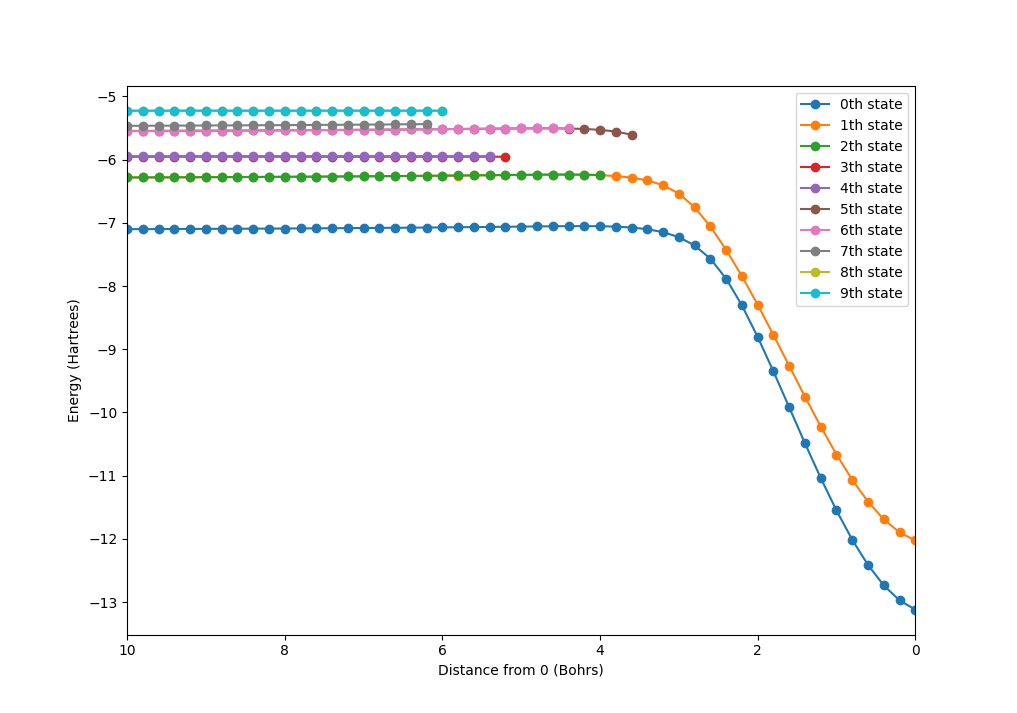 −5
−6
−7
−8
−9
−10
−11
−12
−13
Energy (Hartrees)
10
8
6
4
2
0
Distance from 0 (Bohrs)
0th state
1th state
2th state
3th state
4th state
5th state
6th state
7th state
8th state
9th state